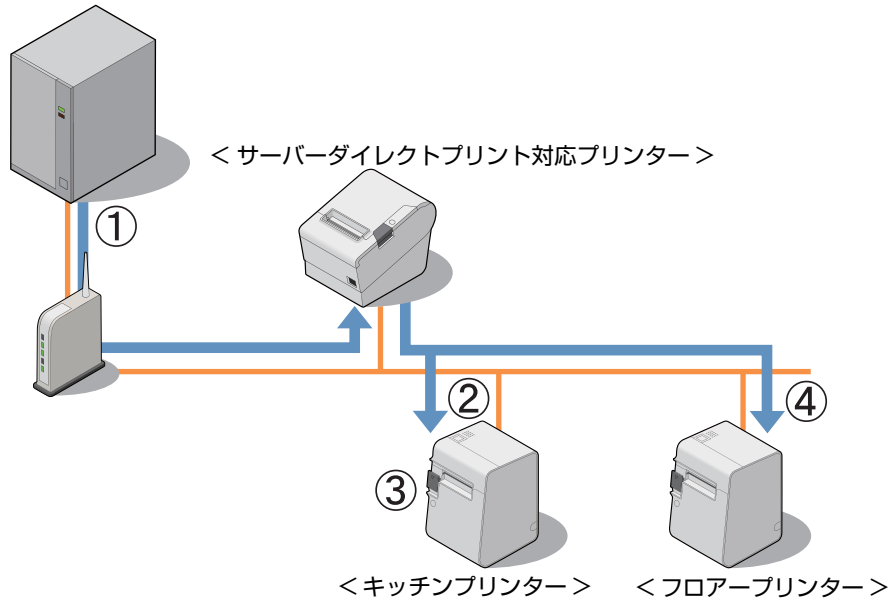 ＜サーバーダイレクトプリント対応プリンター＞
①
②
④
③
＜キッチンプリンター＞
＜フロアープリンター＞